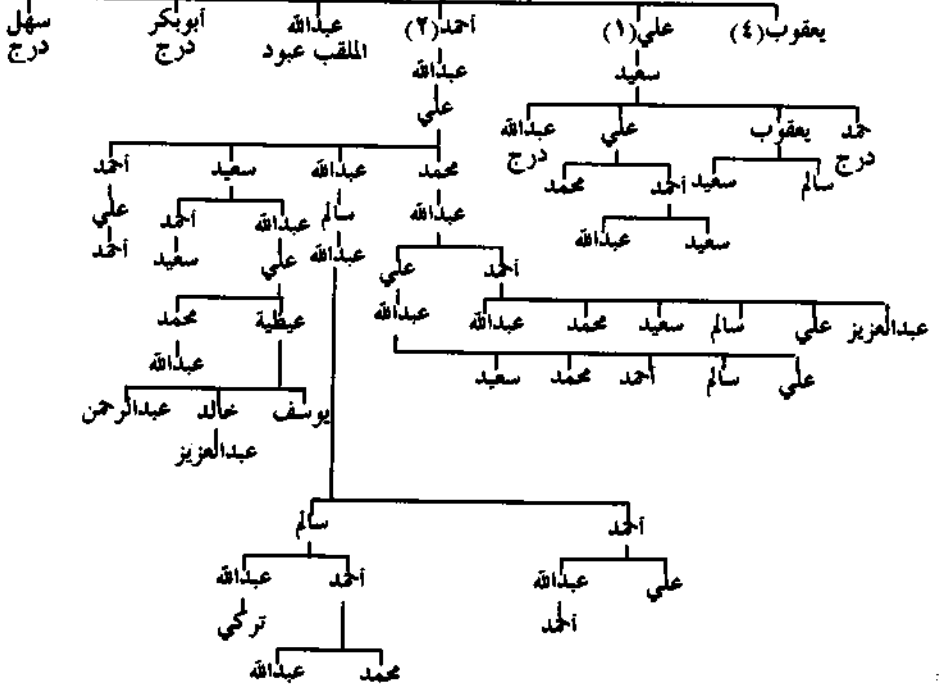 يعقوب(٤) علي(١) أحمد(٢) عبدالله أبوبكر سهل
الملقب عبود درج درج
سعيد عبدالله
علي
حمد يعقوب علي عبدالله
درج درج
محمد عبدالله سعيد أحمد
سالم سعيد أحمد محمد
عبدالله سالم عبدالله أحمد علي
سعيد عبدالله
أحمد علي عبدالله علي سعيد أحمد
عيظية محمد
عبدالعزيز علي سالم سعيد محمد عبدالله عبدالله
عبدالله
علي سالم أحمد محمد سعيد
يوسف خالد عبدالرحمن
عبدالعزيز
أحمد سالم
علي عبدالله أحمد عبدالله
أحمد تركي
محمد عبدالله